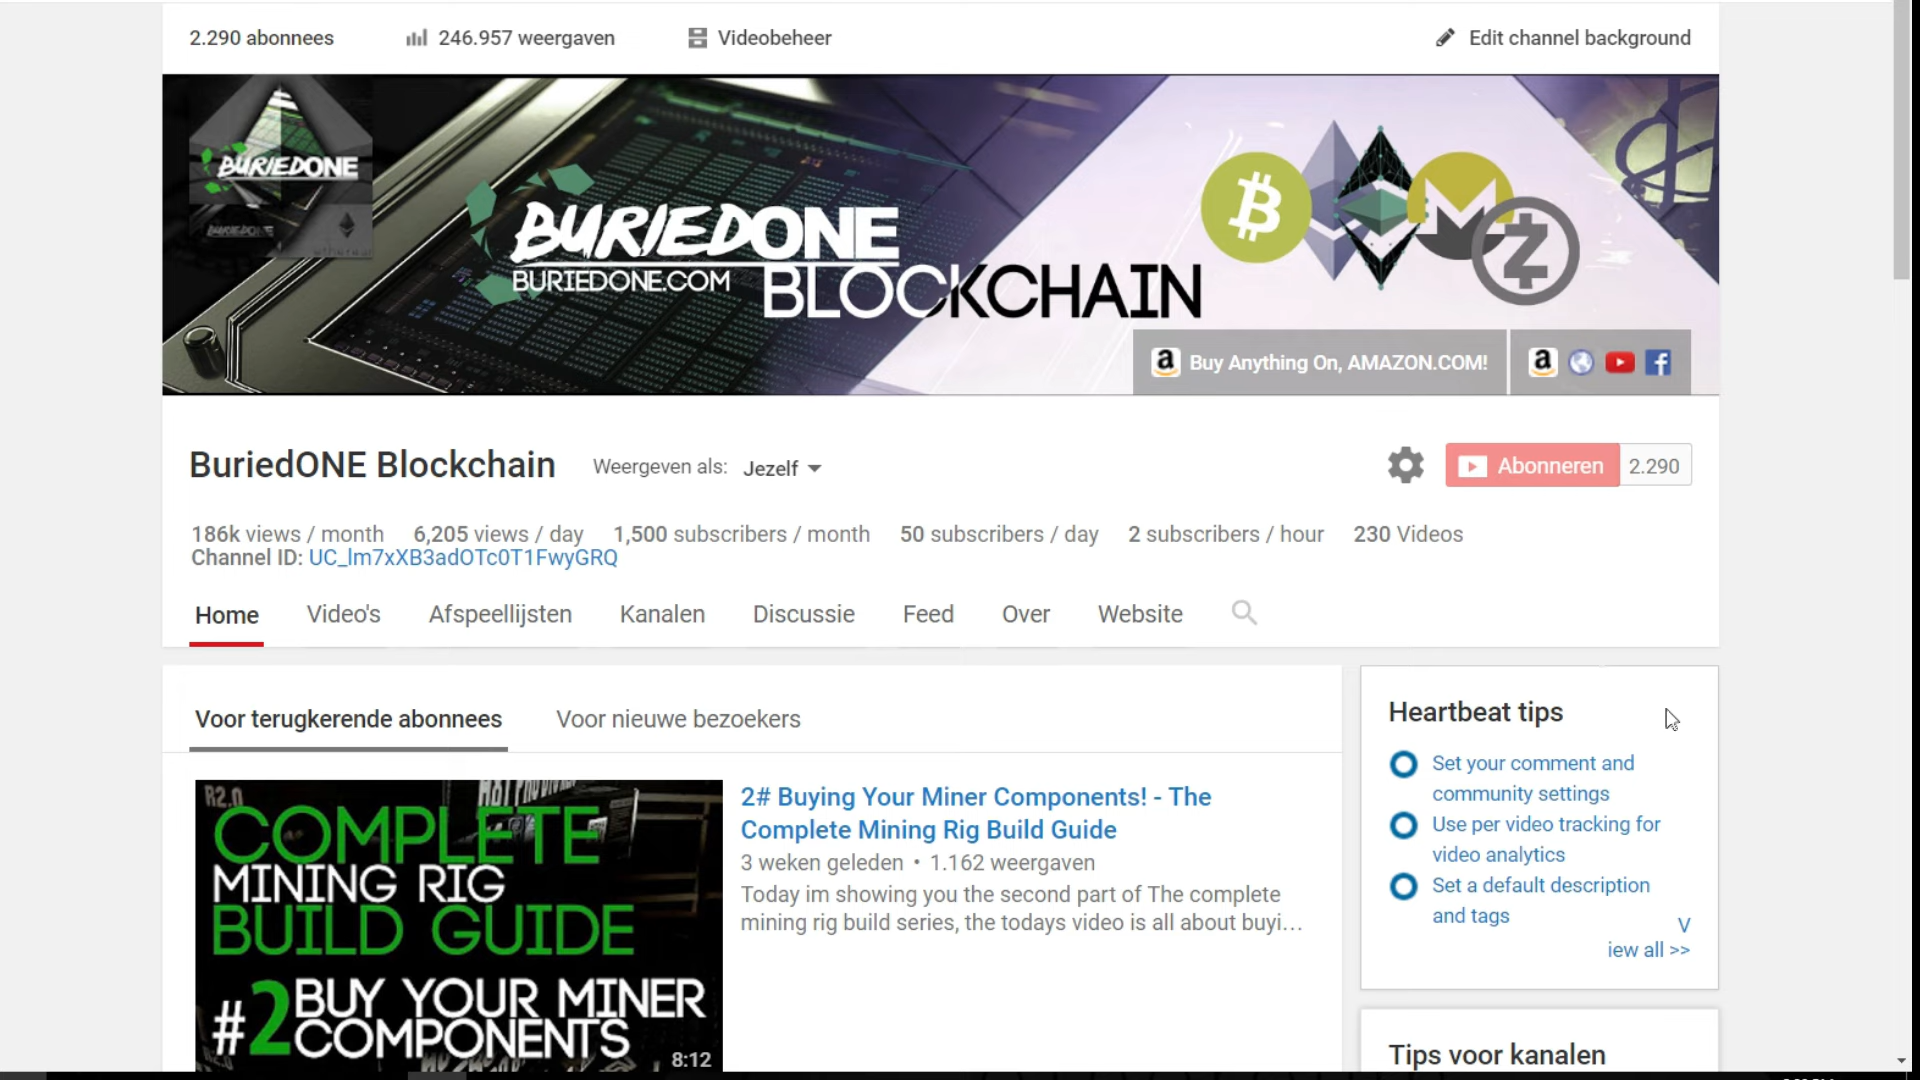 2.290 abonnees
246.957 weergaven
Videobeheer
Edit channel background
BURIEDONE
BURIEDONE
BURIEDONE
BURIEDONE.COM
BLOCKCHAIN
Buy Anything On, AMAZON.COM!
BuriedONE Blockchain
Weergeven als: Jezelf
Abonneren
2.290
186k views / month
6,205 views / day
1,500 subscribers / month
50 subscribers / day
2 subscribers / hour
230 Videos
Channel ID: UC_lm7xXB3adOTc0T1FwyGRQ
Home
Video's
Afspeellijsten
Kanalen
Discussie
Feed
Over
Website
Voor terugkerende abonnees
Voor nieuwe bezoekers
R2.0
COMPLETE
MINING RIG
BUILD GUIDE
#2 BUY YOUR MINER
COMPONENTS
8:12
2# Buying Your Miner Components! - The
Complete Mining Rig Build Guide
3 weken geleden • 1.162 weergaven
Today im showing you the second part of The complete
mining rig build series, the todays video is all about buyi...
Heartbeat tips
Set your comment and
community settings
Use per video tracking for
video analytics
Set a default description
and tags
V
iew all >>
Tips voor kanalen